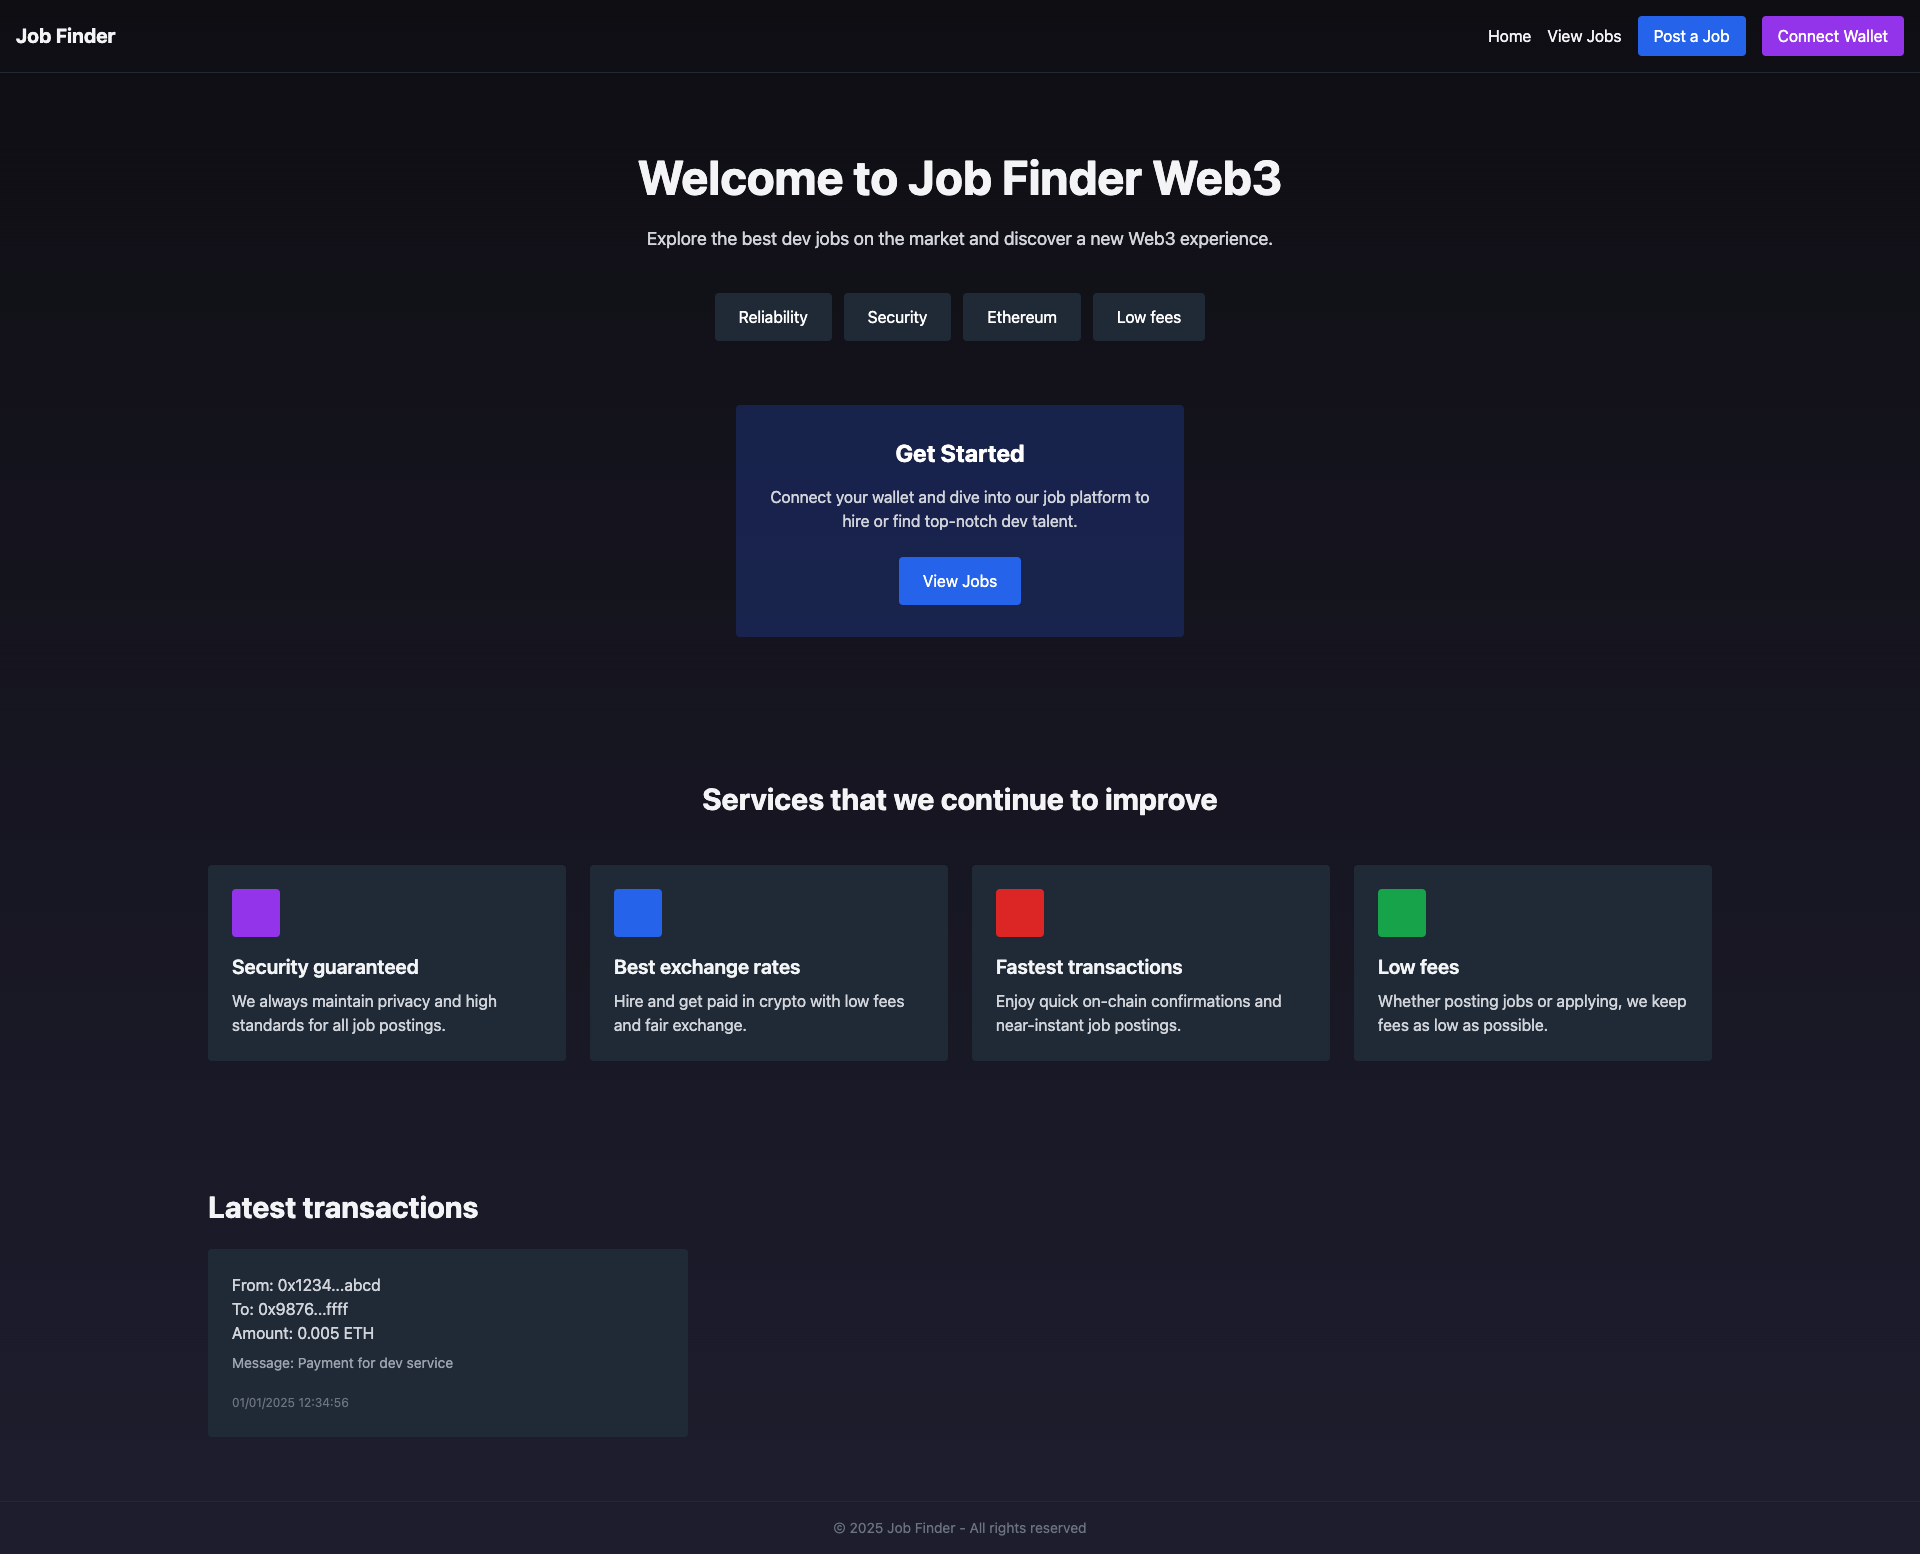 Job Finder
Home
View Jobs
Post a Job
Connect Wallet
Welcome to Job Finder Web3
Explore the best dev jobs on the market and discover a new Web3 experience.
Reliability
Security
Ethereum
Low fees
Get Started
Connect your wallet and dive into our job platform to
hire or find top-notch dev talent.
View Jobs
Services that we continue to improve
Security guaranteed
We always maintain privacy and high
standards for all job postings.
Best exchange rates
Hire and get paid in crypto with low fees
and fair exchange.
Fastest transactions
Enjoy quick on-chain confirmations and
near-instant job postings.
Low fees
Whether posting jobs or applying, we keep
fees as low as possible.
Latest transactions
From: 0x1234...abcd
To: 0x9876...ffff
Amount: 0.005 ETH
Message: Payment for dev service
01/01/2025 12:34:56
© 2025 Job Finder - All rights reserved